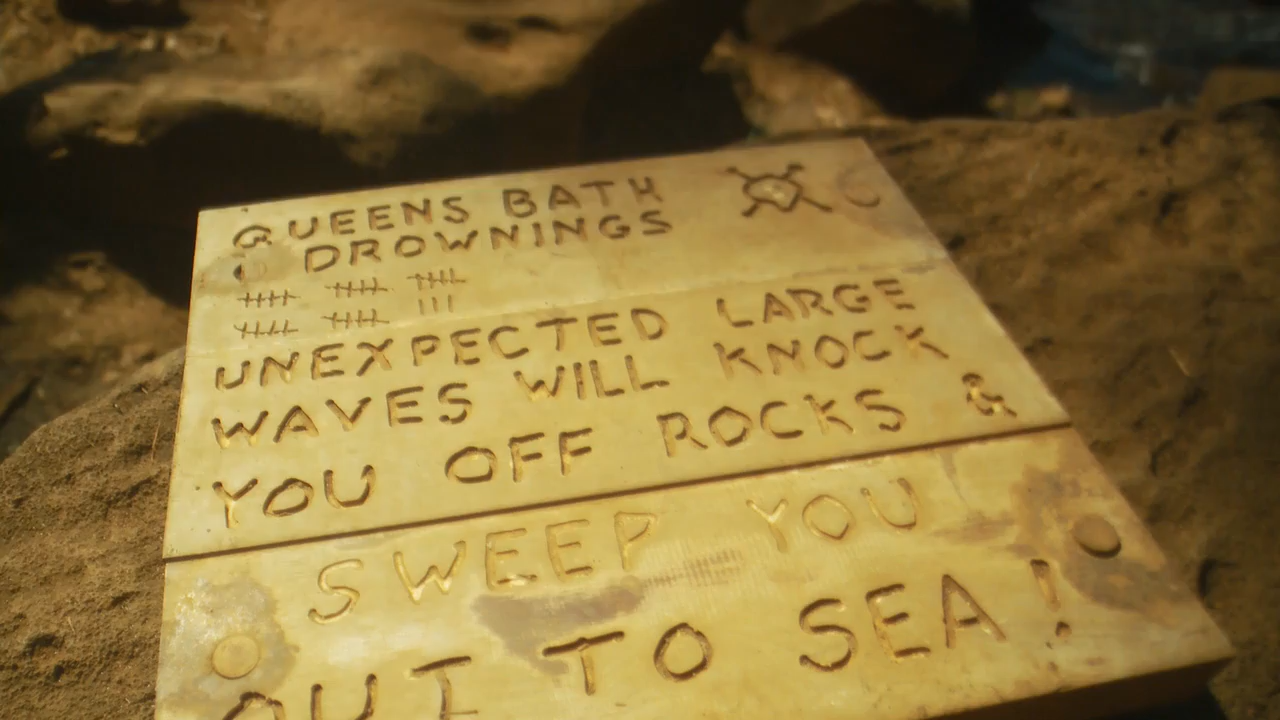 QUEENS BATH
DROWNINGS
UNEXPECTED LARGE
WAVES WILL KNOCK
YOU OFF ROCKS &
SWEEP YOU
OUT TO SEA!